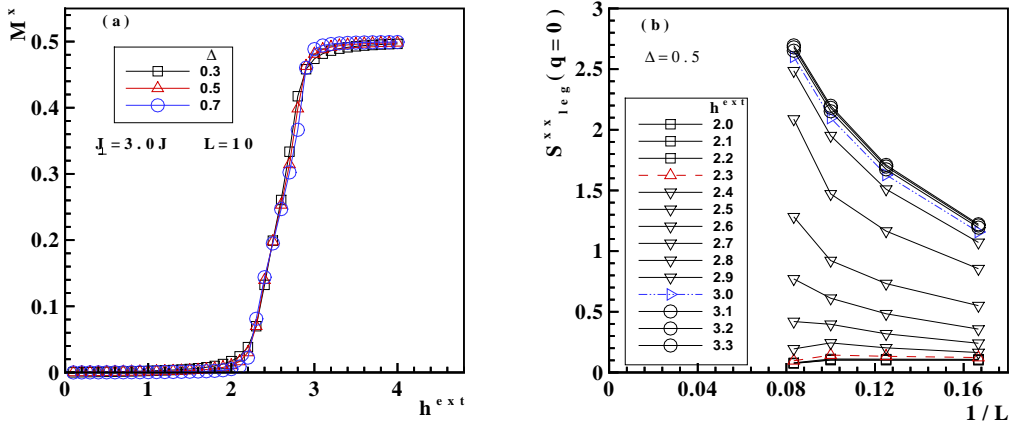 (a)
M^x
0.5
0.4
0.3
0.2
0.1
0
Δ
0.3
0.5
0.7
J⊥=3.0J L=10
0 1 2 3 4
h^ext
(b)
S^xx_leg(q=0)
3
2.5
2
1.5
1
0.5
0
Δ=0.5
h^ext
2.0
2.1
2.2
2.3
2.4
2.5
2.6
2.7
2.8
2.9
3.0
3.1
3.2
3.3
0 0.04 0.08 0.12 0.16
1/L